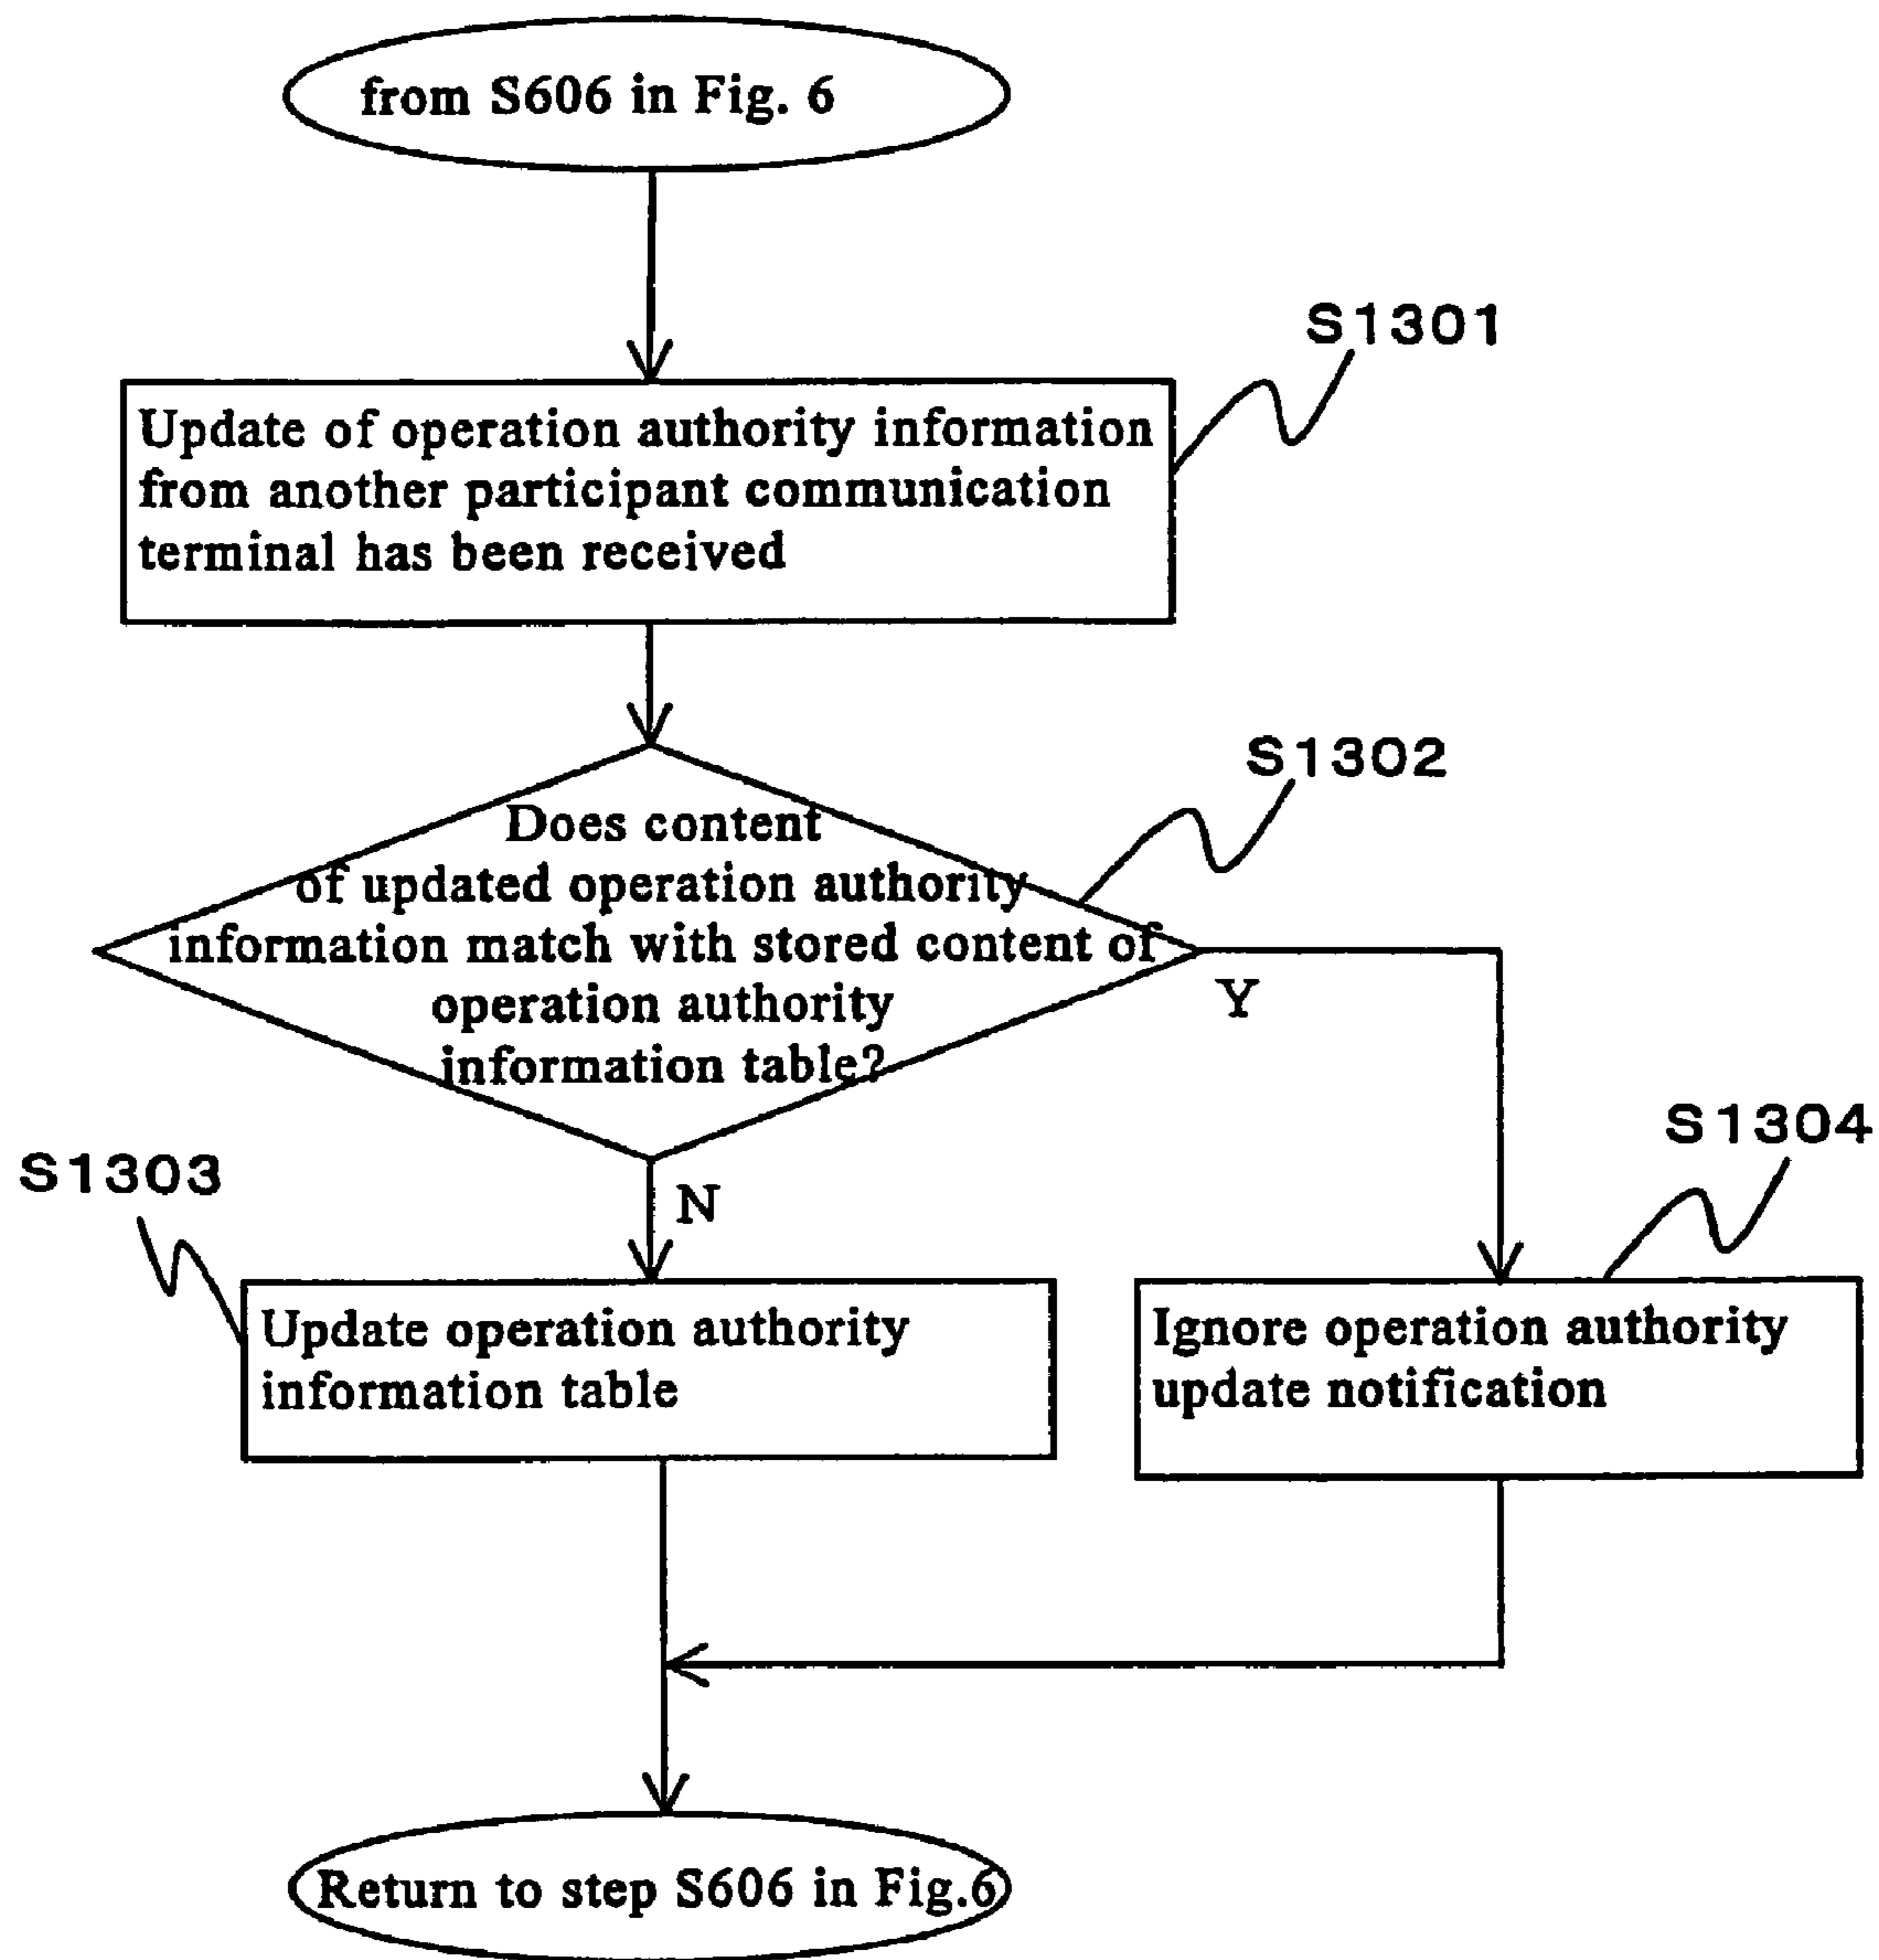 from S606 in Fig. 6
S1301
Update of operation authority information
from another participant communication
terminal has been received
S1302
Does content
of updated operation authority
information match with stored content of
operation authority
information table?
Y
N
S1303
S1304
Update operation authority
information table
Ignore operation authority
update notification
Return to step S606 in Fig.6